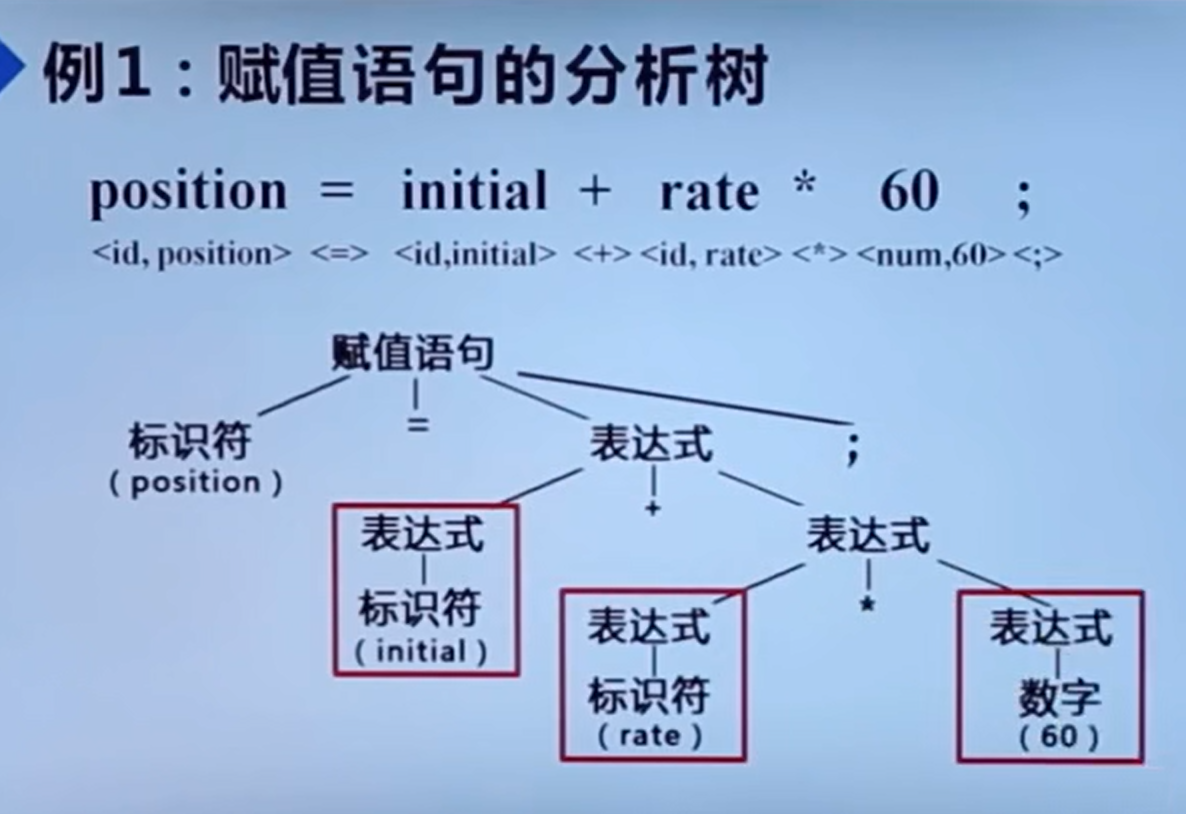 例1：赋值语句的分析树
position = initial + rate * 60 ;
<id, position> <=> <id,initial> <+> <id, rate> <*> <num,60> <;>
赋值语句
标识符 = 表达式 ;
(position)
表达式 + 表达式
标识符 表达式 * 表达式
(initial) 标识符 数字
(rate) (60)